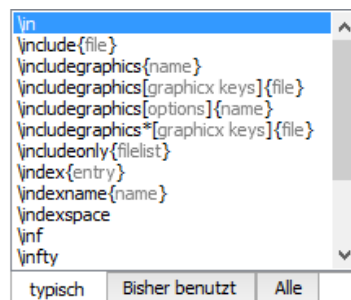 \in
\include{file}
\includegraphics{name}
\includegraphics[graphicx keys]{file}
\includegraphics[options]{name}
\includegraphics*[graphicx keys]{file}
\includeonly{filelist}
\index{entry}
\indexname{name}
\indexspace
\inf
\infty
typisch Bisher benutzt Alle